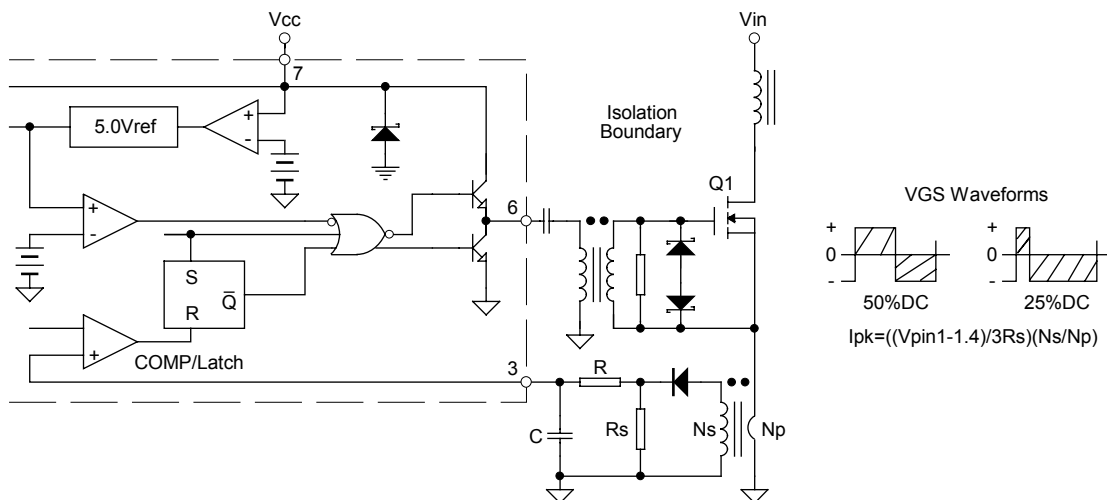 Vcc
Vin
7
5.0Vref
+
-
Isolation
Boundary
Q1
VGS Waveforms
+
-
6
+
0
-
+
0
-
S
R
Q̅
50%DC
25%DC
Ipk=((Vpin1-1.4)/3Rs)(Ns/Np)
+
COMP/Latch
3
R
C
Rs
Ns
Np